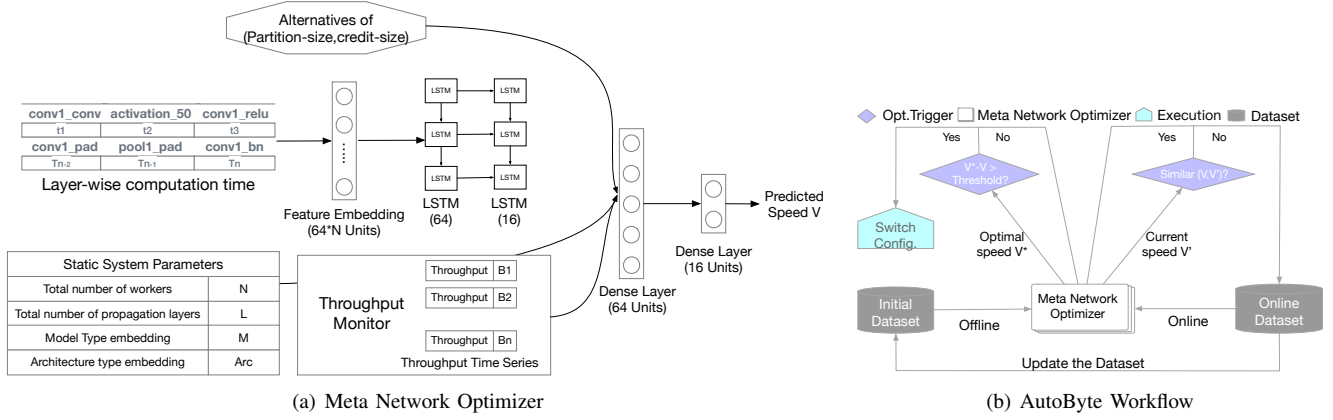 Alternatives of
(Partition-size,credit-size)
conv1_conv activation_50 conv1_relu
t1 t2 t3
conv1_pad pool1_pad conv1_bn
Tn-2 Tn-1 Tn
Layer-wise computation time
Feature Embedding
(64*N Units)
LSTM LSTM
LSTM LSTM
LSTM LSTM
LSTM LSTM
(64) (16)
Static System Parameters
Total number of workers N
Total number of propagation layers L
Model Type embedding M
Architecture type embedding Arc
Throughput
Monitor
Throughput B1
Throughput B2
Throughput Bn
Throughput Time Series
Dense Layer
(64 Units)
Dense Layer
(16 Units)
Predicted
Speed V
(a) Meta Network Optimizer
Opt.Trigger Meta Network Optimizer Execution Dataset
Yes No Yes No
V*-V >
Threshold?
Similar (V,V')?
Switch
Config.
Optimal
speed V*
Current
speed V'
Initial
Dataset
Offline
Meta Network
Optimizer
Online
Online
Dataset
Update the Dataset
(b) AutoByte Workflow